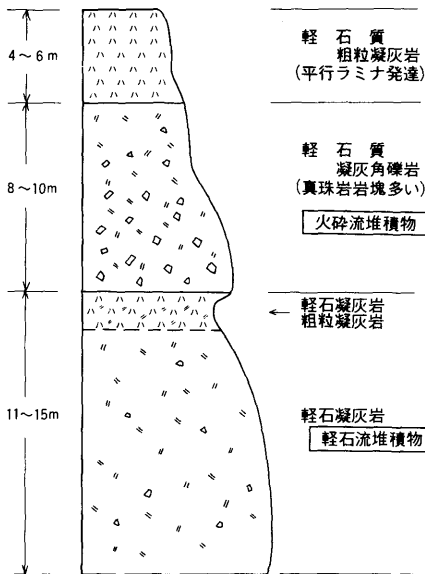 4～6m
軽石質
粗粒凝灰岩
(平行ラミナ発達)
8～10m
軽石質
凝灰角礫岩
(真珠岩岩塊多い)
火砕流堆積物
軽石凝灰岩
← 粗粒凝灰岩
11～15m
軽石凝灰岩
軽石流堆積物